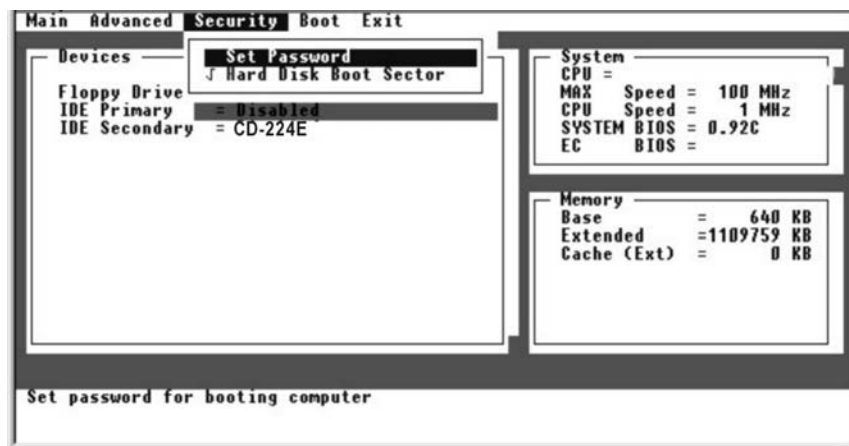 Main Advanced Security Boot Exit
Devices
Set Password
√ Hard Disk Boot Sector
Floppy Drive
IDE Primary = Disabled
IDE Secondary = CD-224E
System
CPU =
MAX Speed = 100 MHz
CPU Speed = 1 MHz
SYSTEM BIOS = 0.92C
EC BIOS =
Memory
Base = 640 KB
Extended =1109759 KB
Cache (Ext) = 0 KB
Set password for booting computer